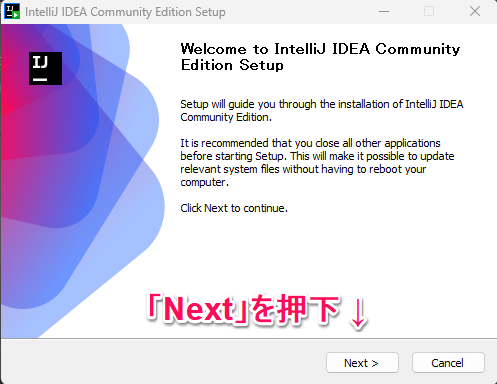 IntelliJ IDEA Community Edition Setup
IJ
Welcome to IntelliJ IDEA Community
Edition Setup
Setup will guide you through the installation of IntelliJ IDEA
Community Edition.
It is recommended that you close all other applications
before starting Setup. This will make it possible to update
relevant system files without having to reboot your
computer.
Click Next to continue.
「Next」を押下↓
Next >
Cancel